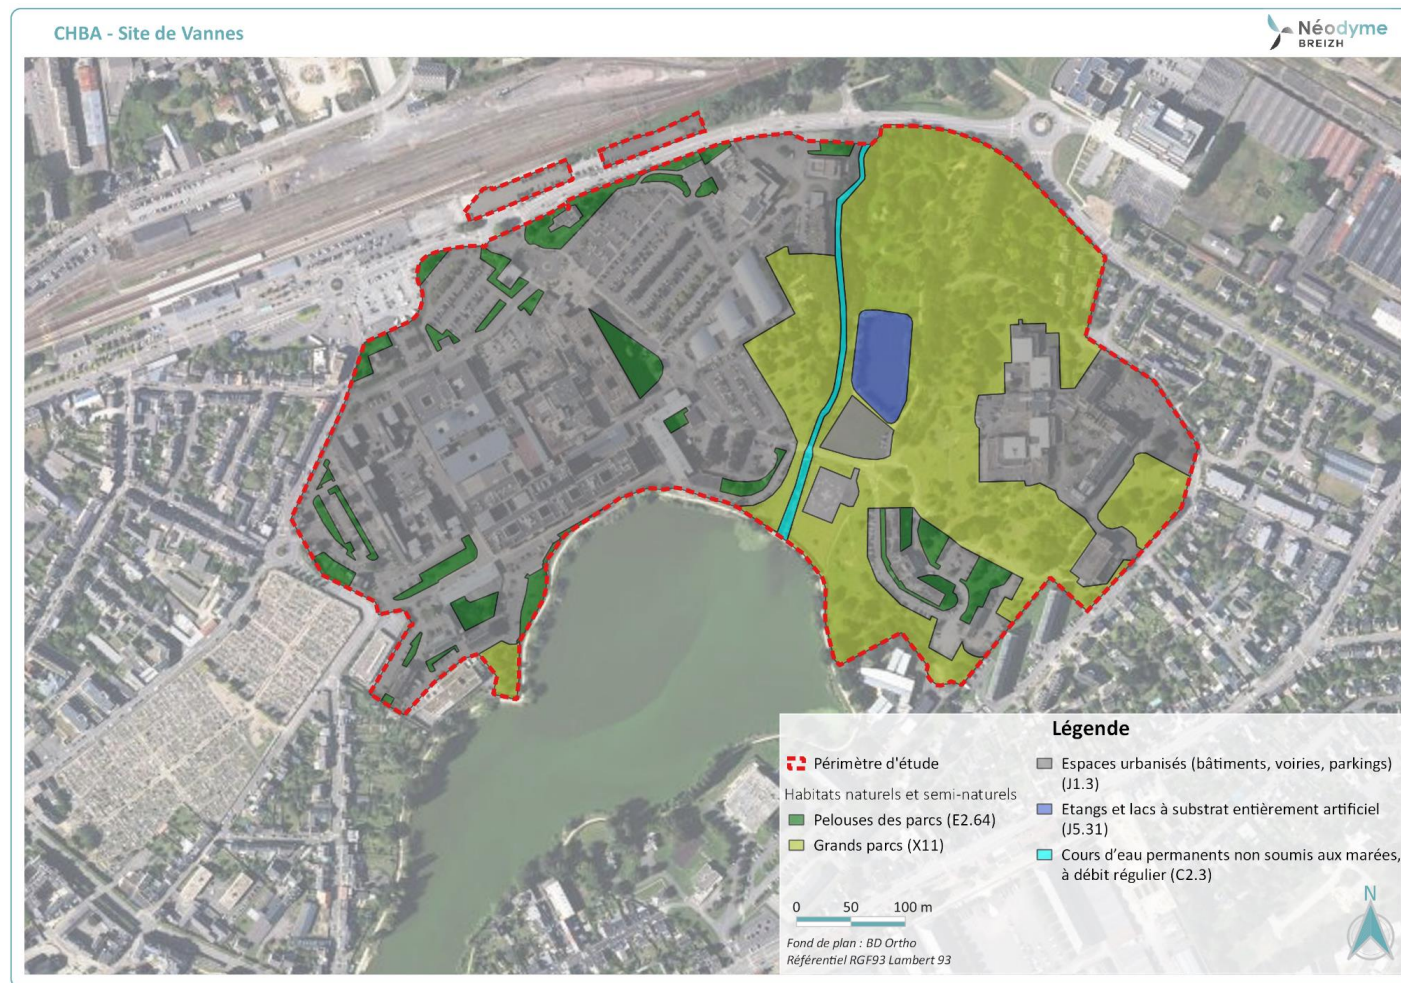 CHBA - Site de Vannes
Néodyme
BREIZH
Légende
Périmètre d'étude
Habitats naturels et semi-naturels
Pelouses des parcs (E2.64)
Grands parcs (X11)
Espaces urbanisés (bâtiments, voiries, parkings)
(J1.3)
Etangs et lacs à substrat entièrement artificiel
(J5.31)
Cours d’eau permanents non soumis aux marées,
à débit régulier (C2.3)
0 50 100 m
Fond de plan : BD Ortho
Référentiel RGF93 Lambert 93
N